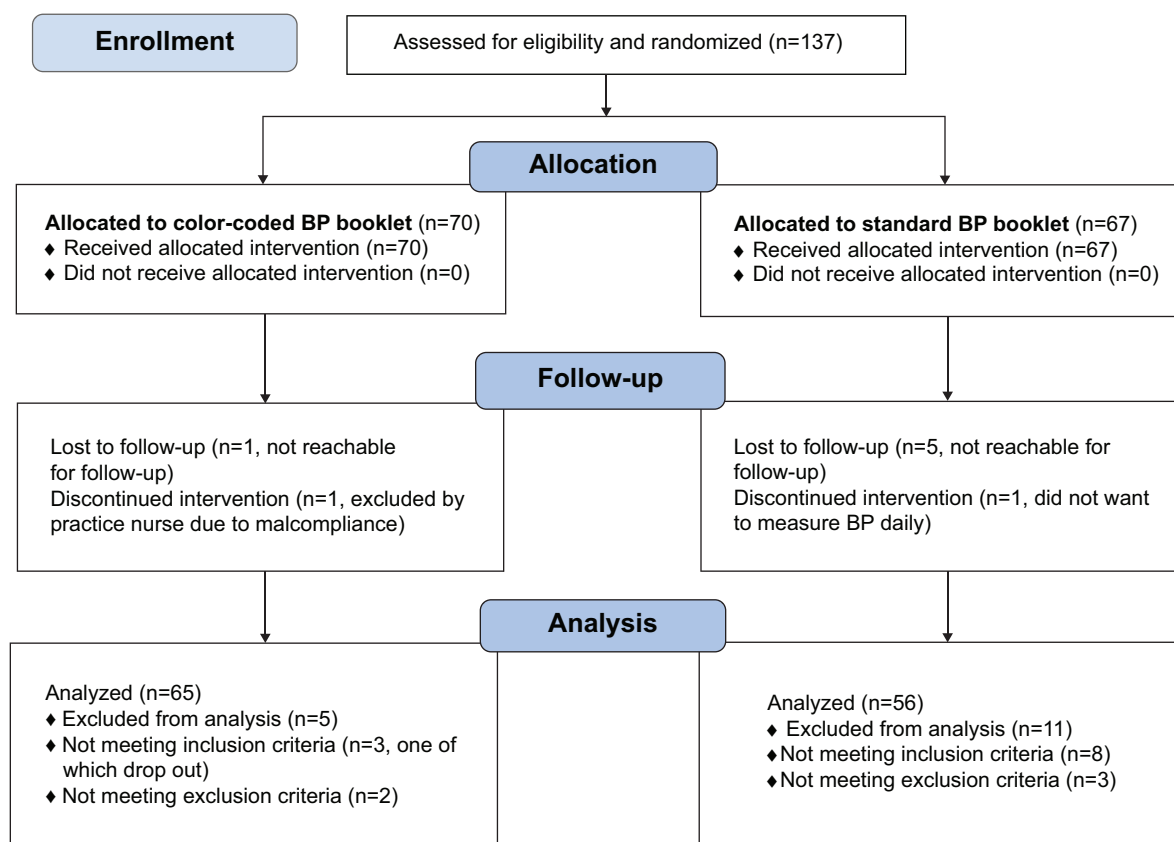 Enrollment
Assessed for eligibility and randomized (n=137)
Allocation
Allocated to color-coded BP booklet (n=70)
♦ Received allocated intervention (n=70)
♦ Did not receive allocated intervention (n=0)
Allocated to standard BP booklet (n=67)
♦ Received allocated intervention (n=67)
♦ Did not receive allocated intervention (n=0)
Follow-up
Lost to follow-up (n=1, not reachable
for follow-up)
Discontinued intervention (n=1, excluded by
practice nurse due to malcompliance)
Lost to follow-up (n=5, not reachable for
follow-up)
Discontinued intervention (n=1, did not want
to measure BP daily)
Analysis
Analyzed (n=65)
♦ Excluded from analysis (n=5)
♦ Not meeting inclusion criteria (n=3, one of
which drop out)
♦ Not meeting exclusion criteria (n=2)
Analyzed (n=56)
♦ Excluded from analysis (n=11)
♦Not meeting inclusion criteria (n=8)
♦Not meeting exclusion criteria (n=3)